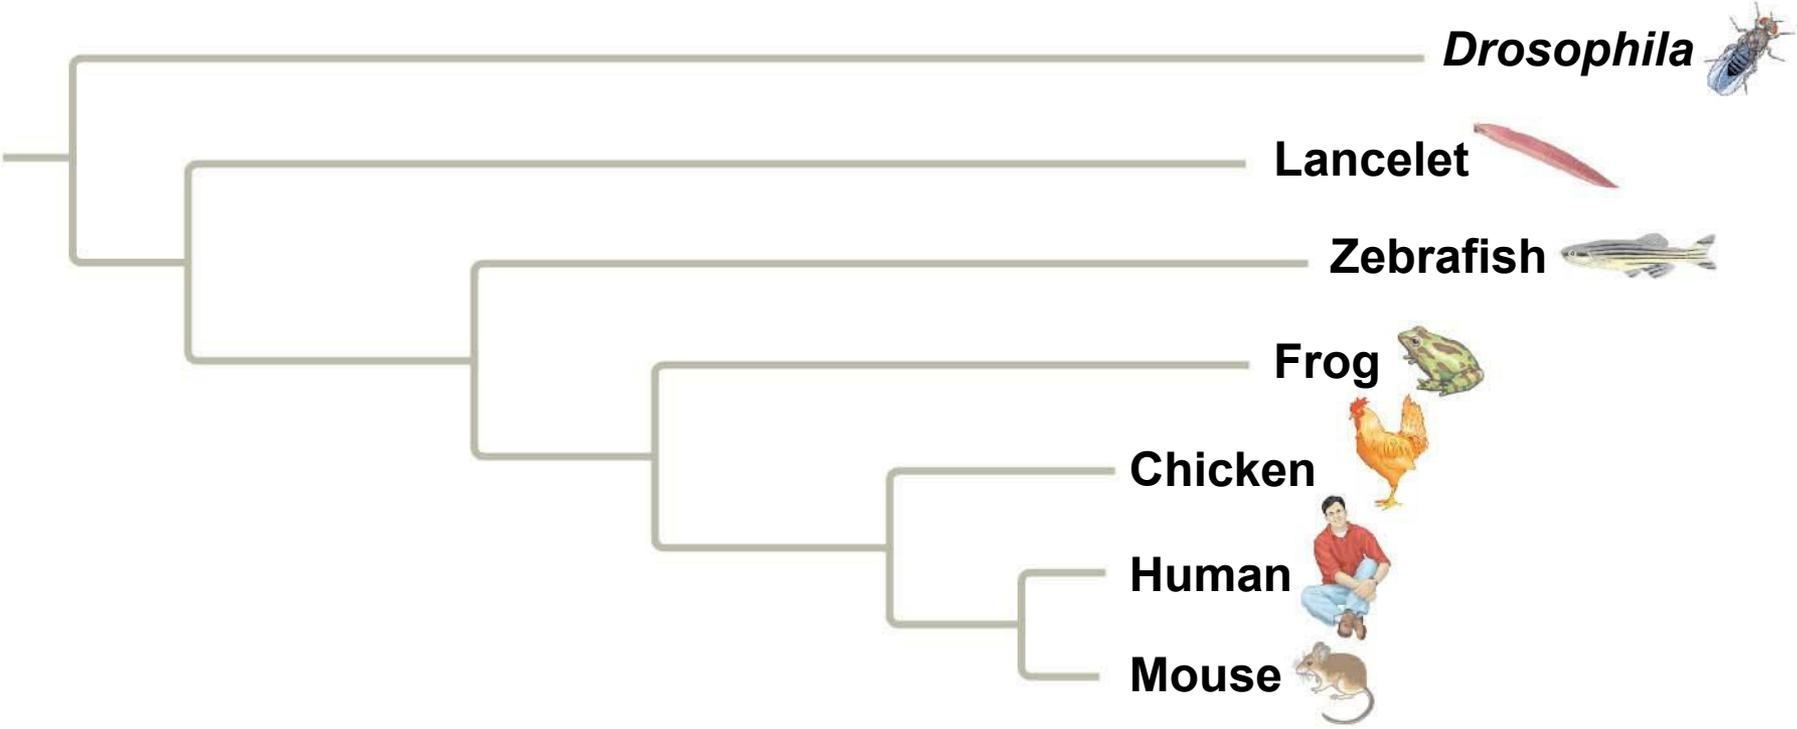 Drosophila
Lancelet
Zebrafish
Frog
Chicken
Human
Mouse